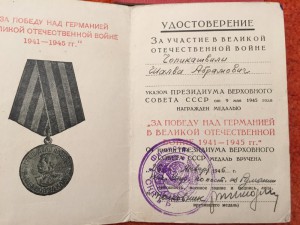 "ЗА ПОБЕДУ НАД ГЕРМАНИЕЙ
В ВЕЛИКОЙ ОТЕЧЕСТВЕННОЙ ВОЙНЕ
1941—1945 гг."
УДОСТОВЕРЕНИЕ
ЗА УЧАСТИЕ В ВЕЛИКОЙ
ОТЕЧЕСТВЕННОЙ ВОЙНЕ
Шалва Абрамович
УКАЗОМ ПРЕЗИДИУМА ВЕРХОВНОГО
СОВЕТА СССР от 9 мая 1945 года
НАГРАЖДЕН МЕДАЛЬЮ
"ЗА ПОБЕДУ НАД ГЕРМАНИЕЙ
В ВЕЛИКОЙ ОТЕЧЕСТВЕННОЙ
ВОЙНЕ 1941—1945 гг."
ОТ ИМЕНИ ПРЕЗИДИУМА ВЕРХОВНОГО
СОВЕТА СССР МЕДАЛЬ ВРУЧЕНА